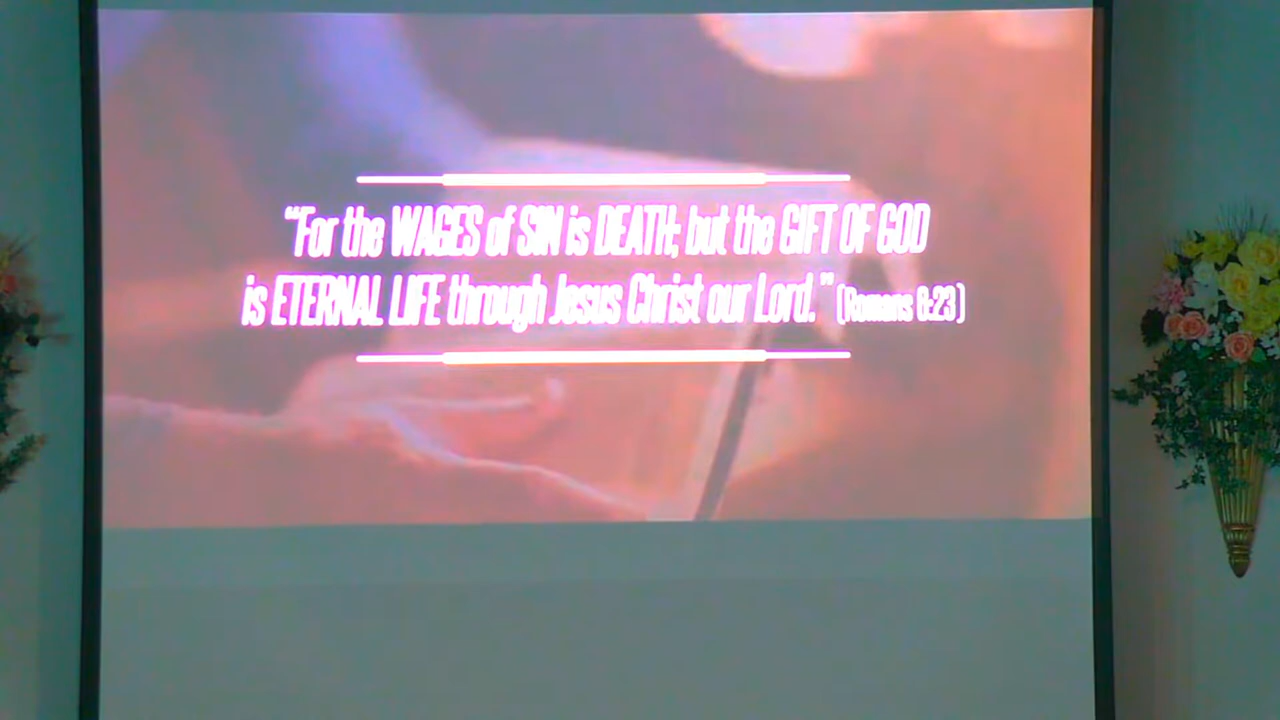 “For the WAGES of SIN is DEATH; but the GIFT OF GOD
is ETERNAL LIFE through Jesus Christ our Lord.” (Romans 6:23)